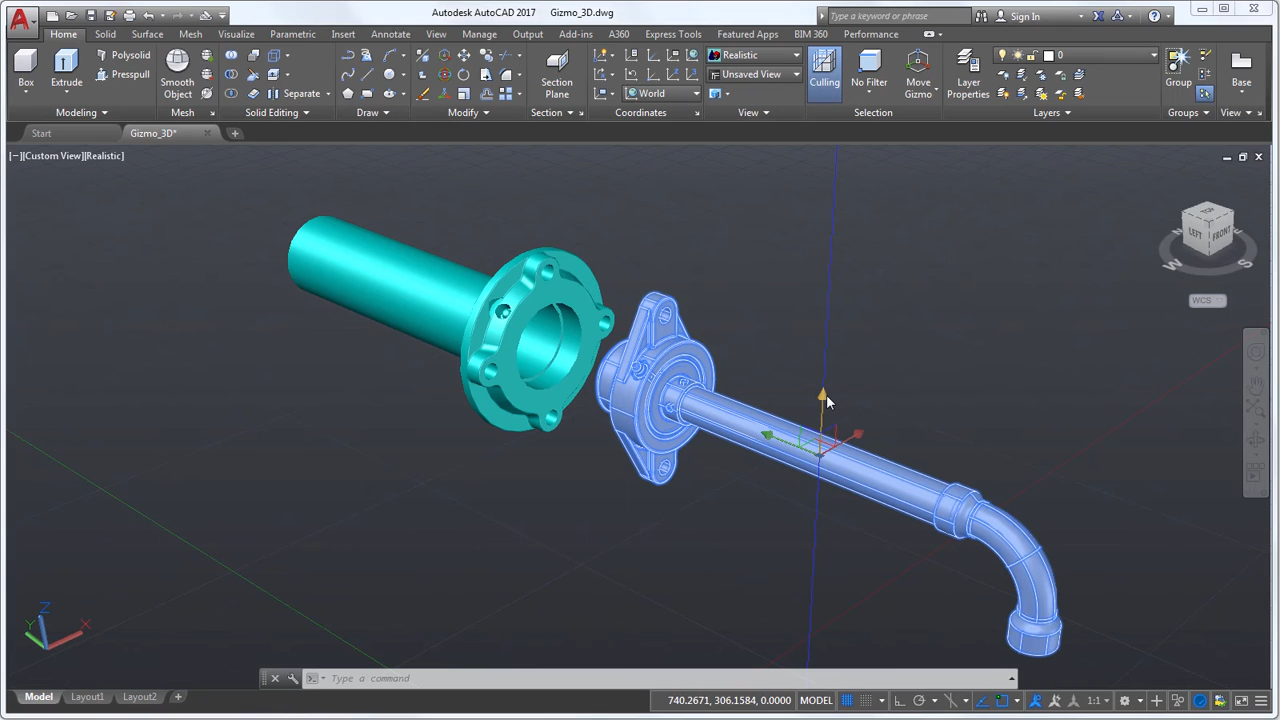 Autodesk AutoCAD 2017 Gizmo_3D.dwg
Type a keyword or phrase
Sign In
Home Solid Surface Mesh Visualize Parametric Insert Annotate View Manage Output Add-ins A360 Express Tools Featured Apps BIM 360 Performance
Box
Extrude
Polysolid
Presspull
Smooth Object
Separate
Section Plane
World
Realistic
Unsaved View
Culling
No Filter
Move Gizmo
Layer Properties
0
Group
Base
Modeling Mesh Solid Editing Draw Modify Section Coordinates View Selection Layers Groups View
Start Gizmo_3D*
[−][Custom View][Realistic]
TOP
LEFT FRONT
W S
WCS
Z
Y X
Type a command
Model Layout1 Layout2
740.2671, 306.1584, 0.0000 MODEL 1:1